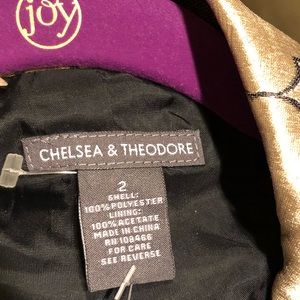 joy
CHELSEA & THEODORE
2
SHELL:
100% POLYESTER
LINING:
100% ACETATE
MADE IN CHINA
RN 108466
FOR CARE
SEE REVERSE